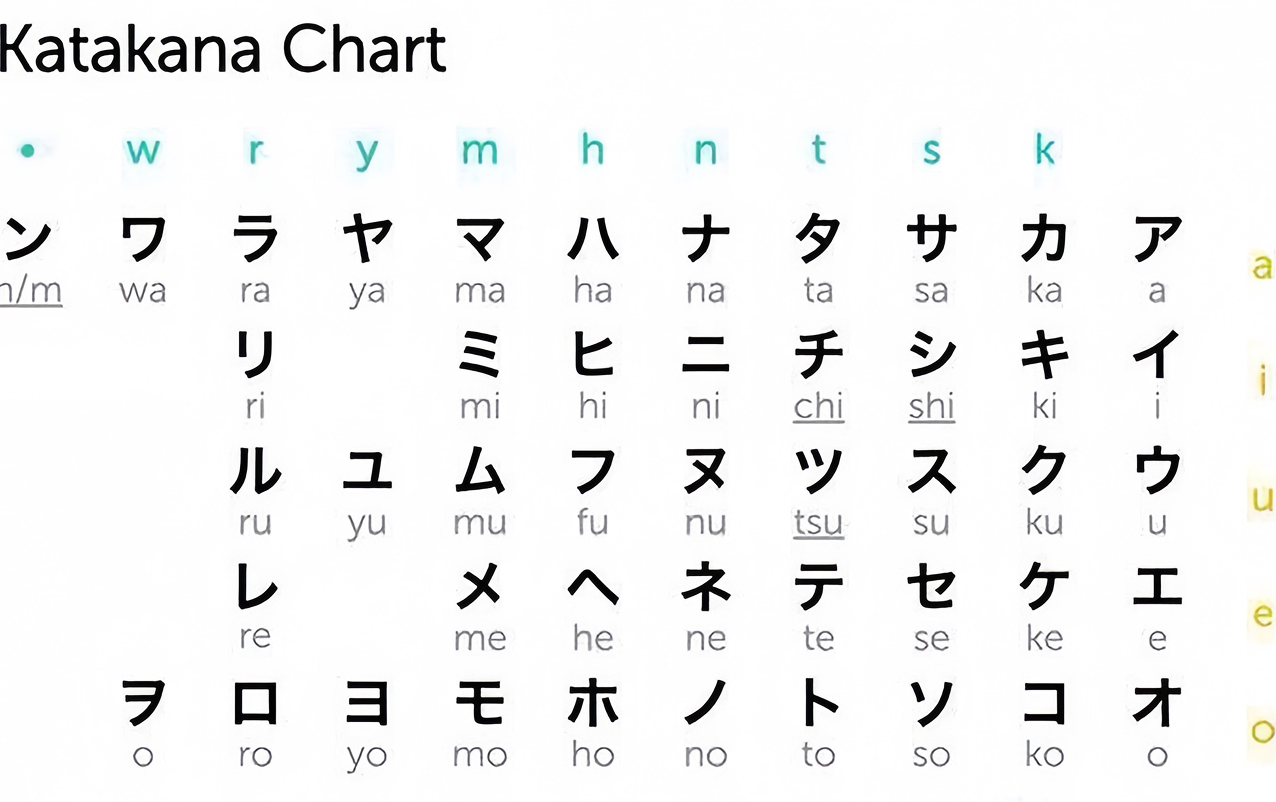 Katakana Chart
• w r y m h n t s k
ン ワ ラ ヤ マ ハ ナ タ サ カ ア
n/m wa ra ya ma ha na ta sa ka a a
リ ミ ヒ ニ チ シ キ イ
ri mi hi ni chi shi ki i i
ル ユ ム フ ヌ ツ ス ク ウ
ru yu mu fu nu tsu su ku u u
レ メ ヘ ネ テ セ ケ エ
re me he ne te se ke e e
ヲ ロ ヨ モ ホ ノ ト ソ コ オ
o ro yo mo ho no to so ko o o